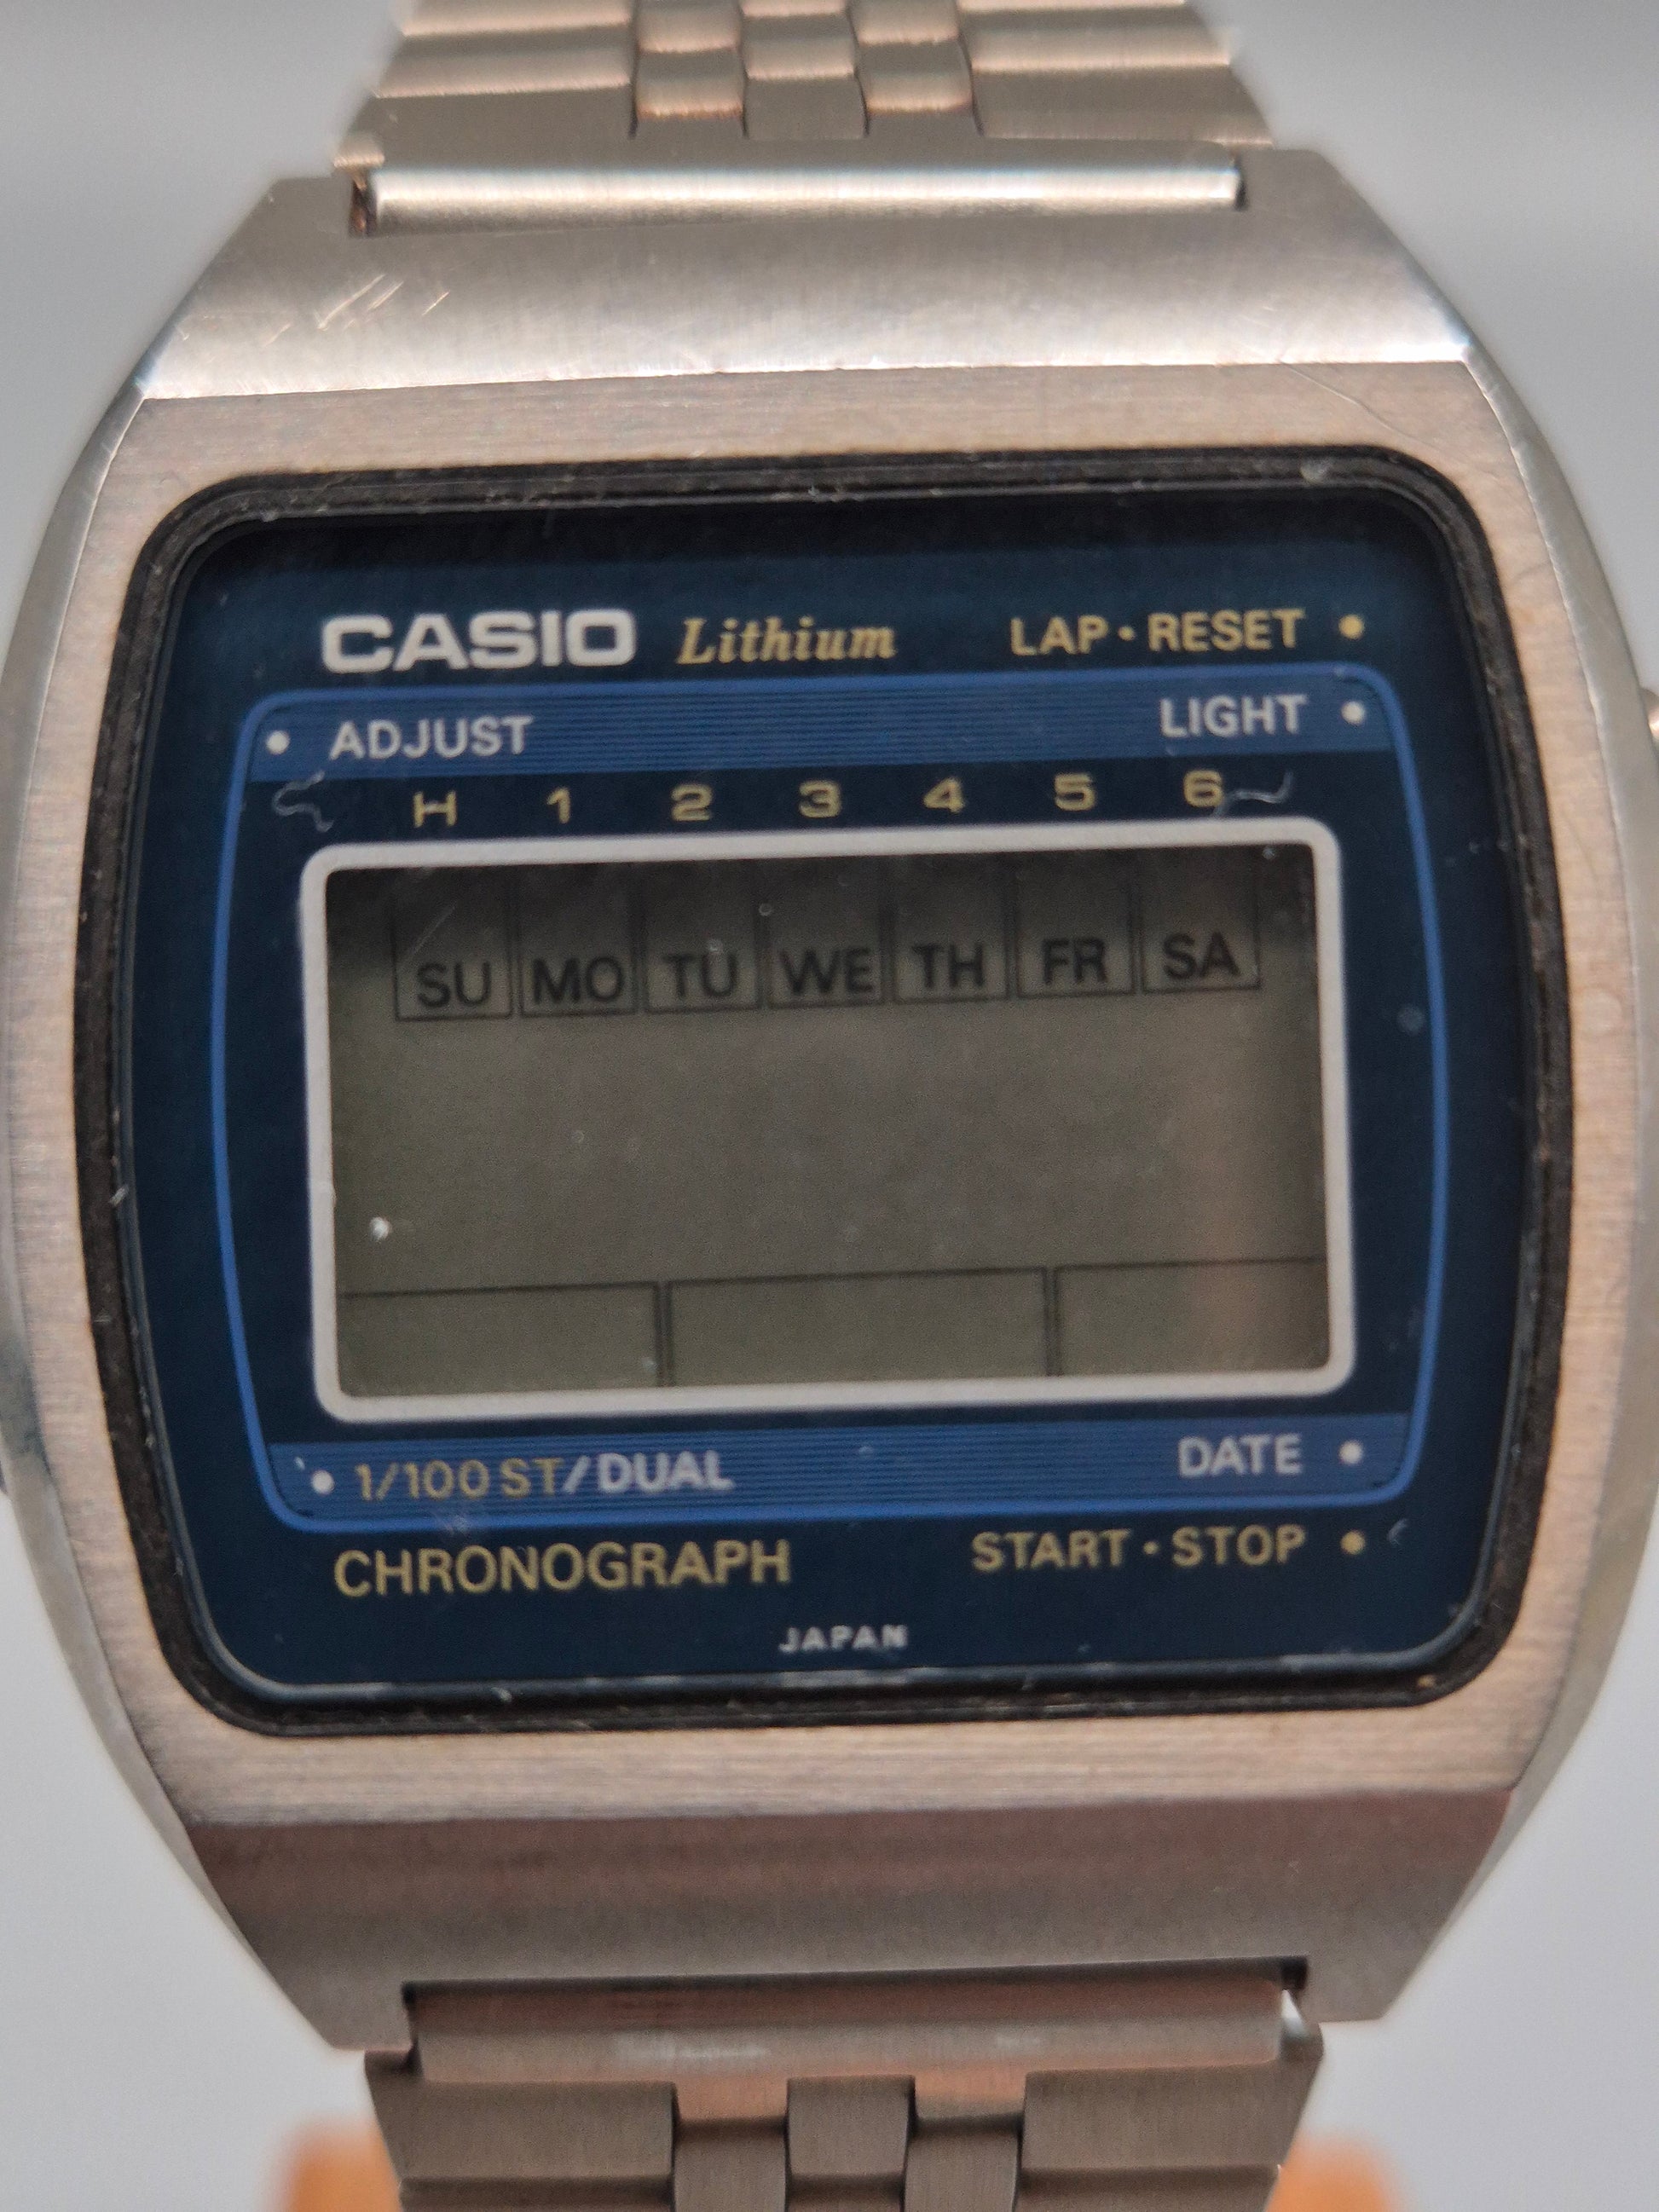 CASIO Lithium LAP·RESET
ADJUST LIGHT
H 1 2 3 4 5 6
SU MO TU WE TH FR SA
1/100 ST/DUAL DATE
CHRONOGRAPH START·STOP
JAPAN